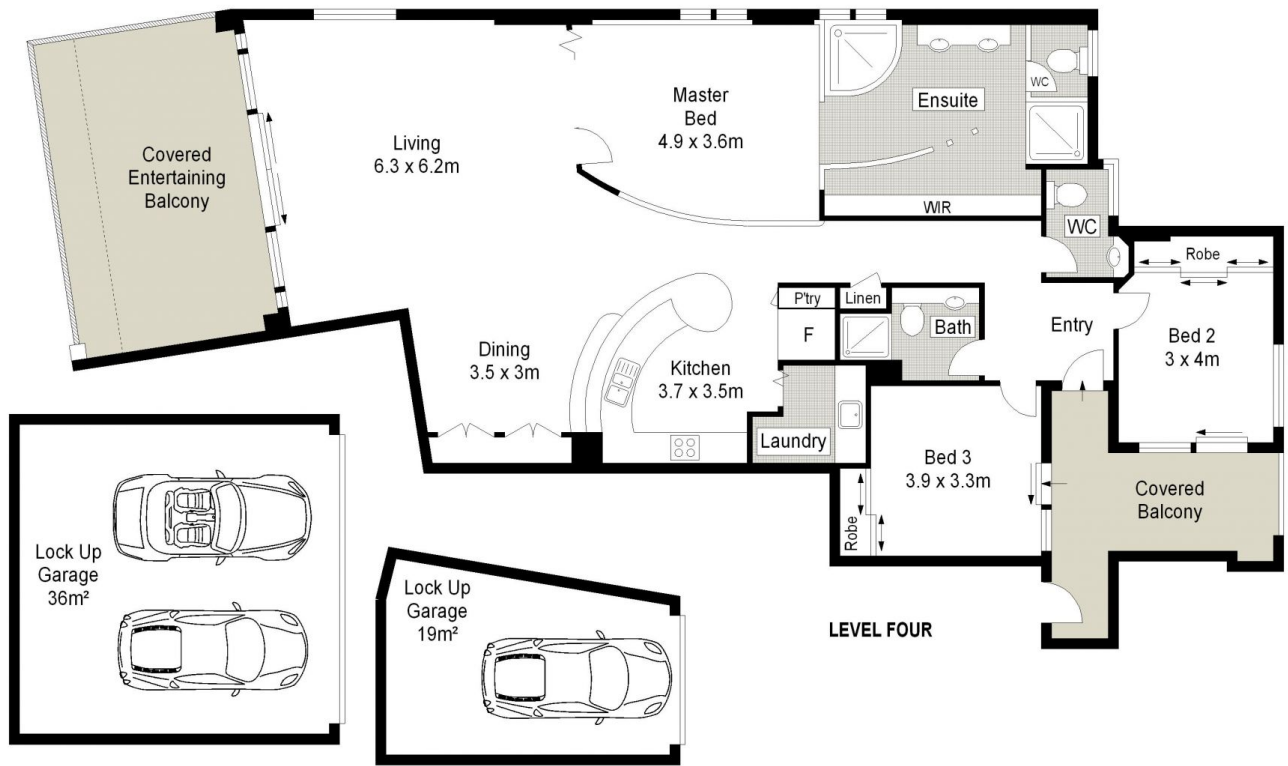 Covered
Entertaining
Balcony
Living
6.3 x 6.2m
Master
Bed
4.9 x 3.6m
Ensuite
WC
WIR
WC
Robe
P'try
Linen
F
Bath
Entry
Bed 2
3 x 4m
Dining
3.5 x 3m
Kitchen
3.7 x 3.5m
Laundry
Bed 3
3.9 x 3.3m
Robe
Covered
Balcony
Lock Up
Garage
36m²
Lock Up
Garage
19m²
LEVEL FOUR